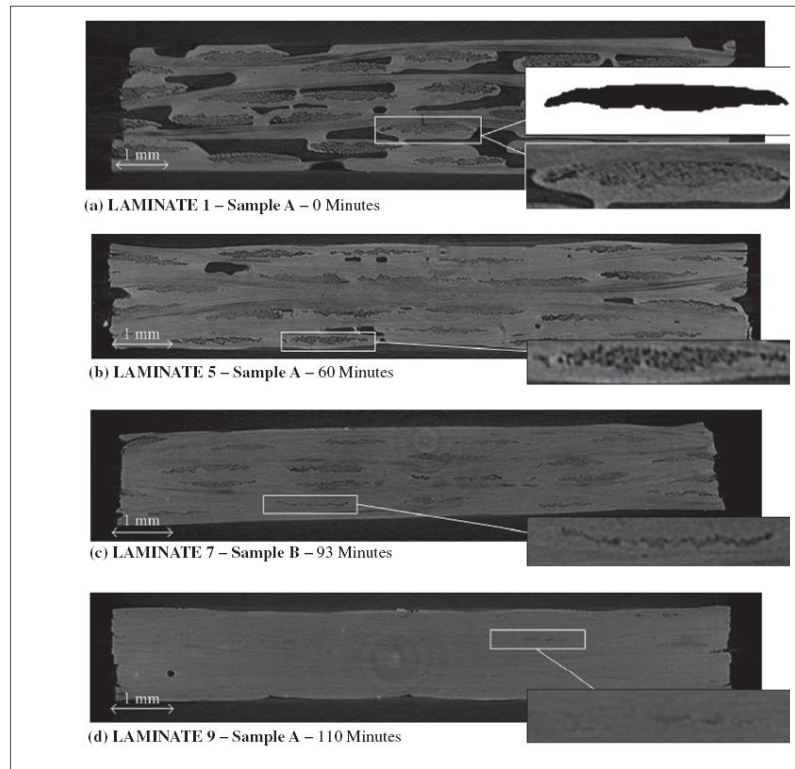 1 mm
(a) LAMINATE 1 – Sample A – 0 Minutes
1 mm
(b) LAMINATE 5 – Sample A – 60 Minutes
1 mm
(c) LAMINATE 7 – Sample B – 93 Minutes
1 mm
(d) LAMINATE 9 – Sample A – 110 Minutes